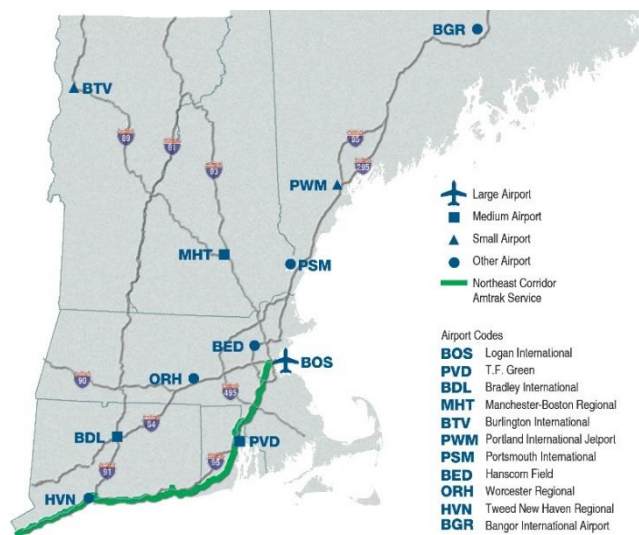 BGR
BTV
89
91
93
95
295
PWM
Large Airport
Medium Airport
Small Airport
Other Airport
Northeast Corridor
Amtrak Service
MHT
PSM
BED
BOS
90
ORH
495
BDL
84
PVD
91
95
HVN
Airport Codes
BOS Logan International
PVD T.F. Green
BDL Bradley International
MHT Manchester-Boston Regional
BTV Burlington International
PWM Portland International Jetport
PSM Portsmouth International
BED Hanscom Field
ORH Worcester Regional
HVN Tweed New Haven Regional
BGR Bangor International Airport